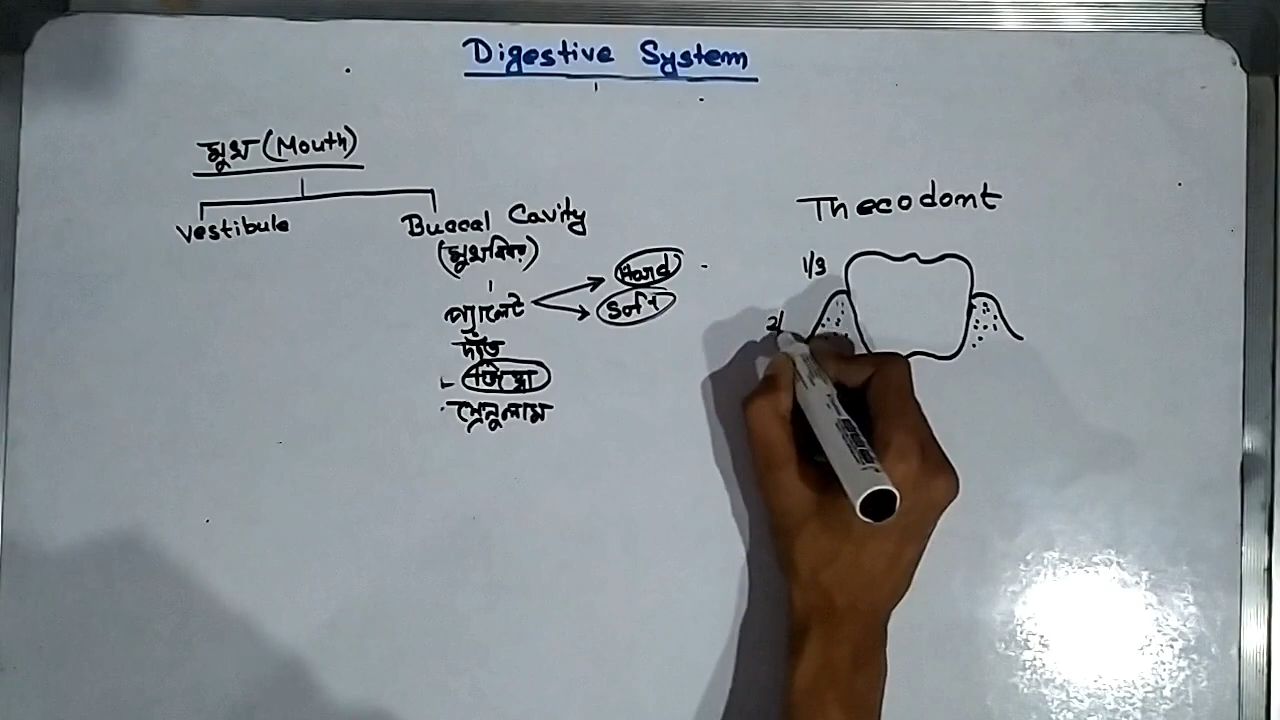 Digestive System
মুখ (Mouth)
Vestibule
Buccal Cavity
(মুখবিবর)
প্যালেট
Hard
Soft
দাঁত
জিহ্বা
ফ্রেনুলাম
Thecodont
1/3
2/